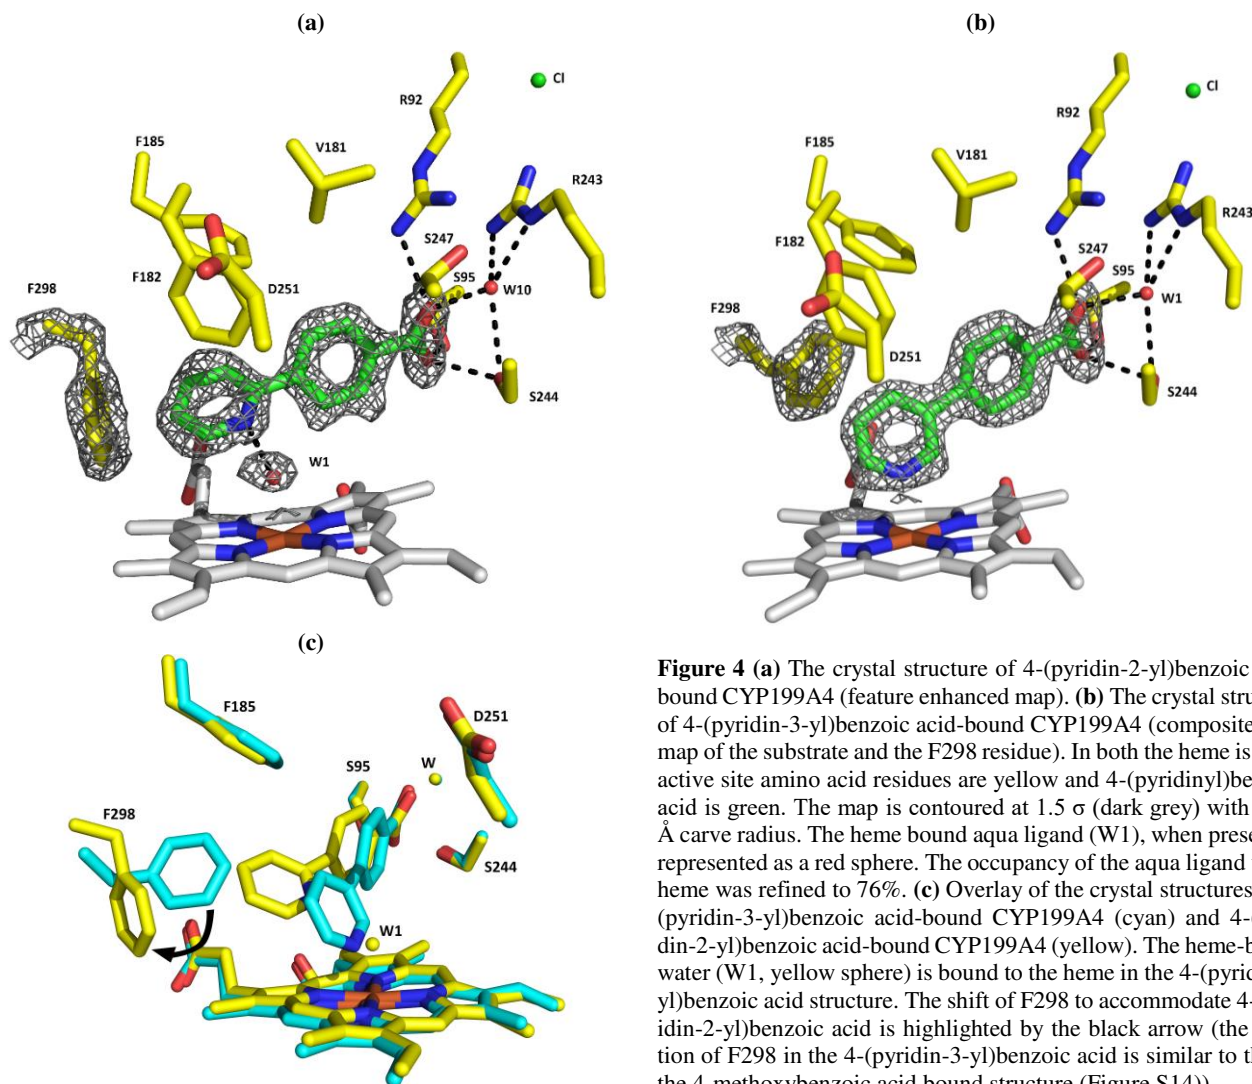 (a)
Cl
R92
F185
V181
R243
S247
F182
D251
S95
F298
W10
S244
W1
(b)
Cl
R92
F185
V181
R243
F182
S247
S95
F298
W1
D251
S244
(c)
F185
D251
S95
W
F298
S244
W1
Figure 4 (a) The crystal structure of 4-(pyridin-2-yl)benzoic
bound CYP199A4 (feature enhanced map). (b) The crystal stru
of 4-(pyridin-3-yl)benzoic acid-bound CYP199A4 (composite
map of the substrate and the F298 residue). In both the heme is
active site amino acid residues are yellow and 4-(pyridinyl)be
acid is green. The map is contoured at 1.5 σ (dark grey) with
Å carve radius. The heme bound aqua ligand (W1), when prese
represented as a red sphere. The occupancy of the aqua ligand
heme was refined to 76%. (c) Overlay of the crystal structures
(pyridin-3-yl)benzoic acid-bound CYP199A4 (cyan) and 4-(
din-2-yl)benzoic acid-bound CYP199A4 (yellow). The heme-b
water (W1, yellow sphere) is bound to the heme in the 4-(pyrid
yl)benzoic acid structure. The shift of F298 to accommodate 4-
idin-2-yl)benzoic acid is highlighted by the black arrow (the
tion of F298 in the 4-(pyridin-3-yl)benzoic acid is similar to th
the 4-methoxybenzoic acid bound structure (Figure S14)).